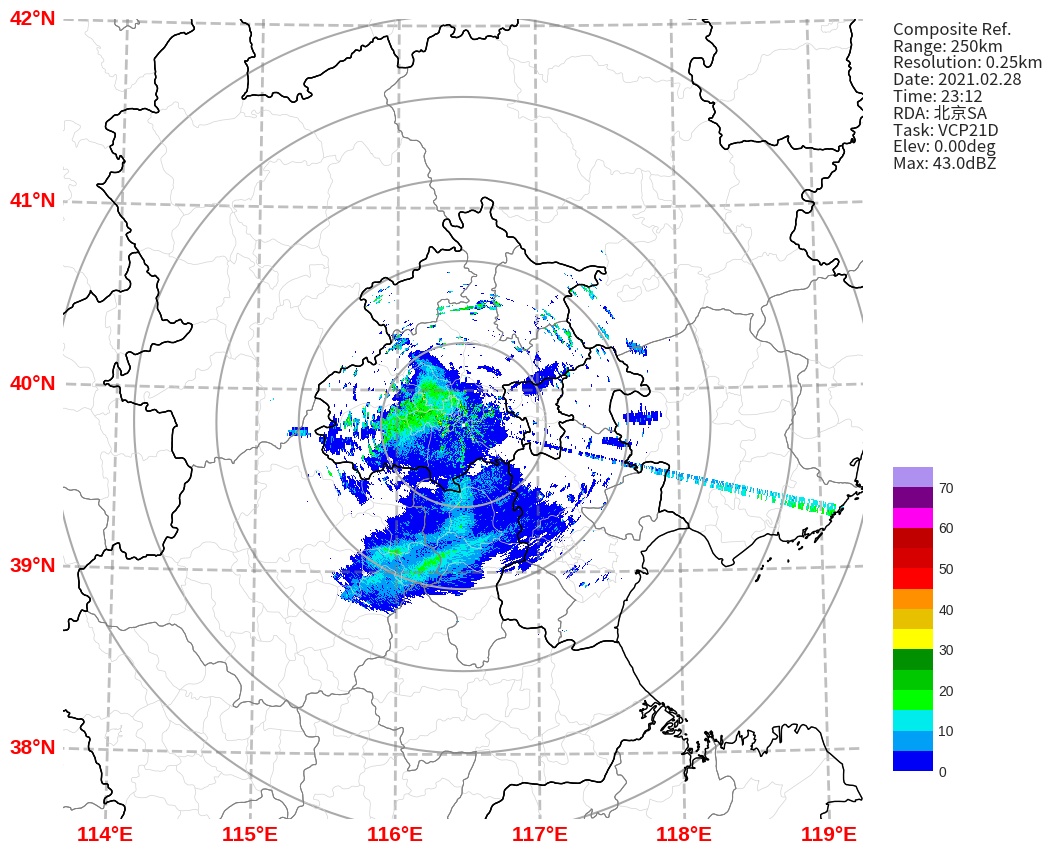 42°N
41°N
40°N
39°N
38°N
114°E
115°E
116°E
117°E
118°E
119°E
Composite Ref.
Range: 250km
Resolution: 0.25km
Date: 2021.02.28
Time: 23:12
RDA: 北京SA
Task: VCP21D
Elev: 0.00deg
Max: 43.0dBZ
70
60
50
40
30
20
10
0